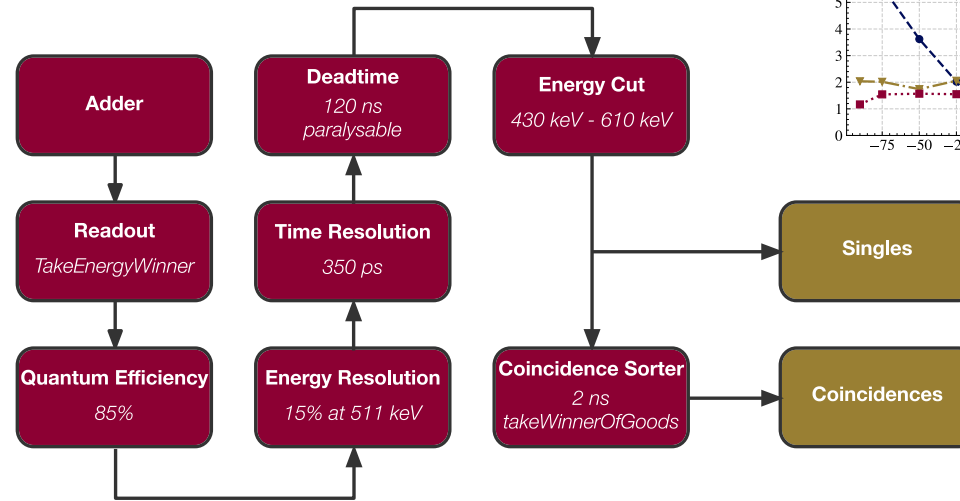 Adder
Readout
TakeEnergyWinner
Quantum Efficiency
85%
Deadtime
120 ns
paralysable
Time Resolution
350 ps
Energy Resolution
15% at 511 keV
Energy Cut
430 keV - 610 keV
Coincidence Sorter
2 ns
takeWinnerOfGoods
Singles
Coincidences
5
4
3
2
1
0
−75 −50